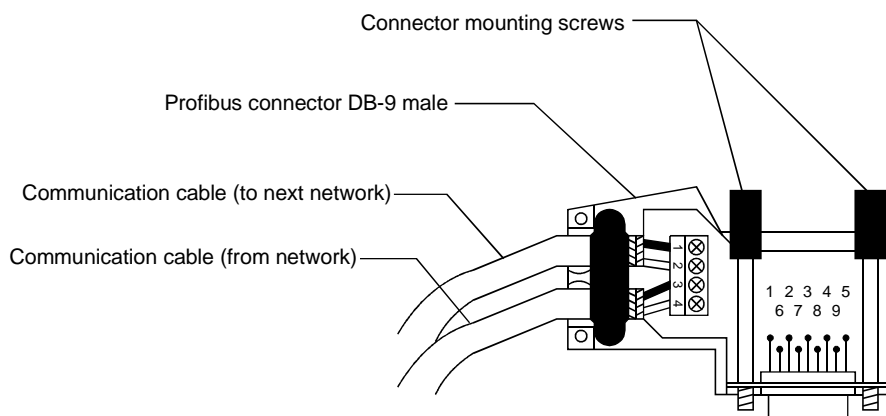 Connector mounting screws
Profibus connector DB-9 male
Communication cable (to next network)
Communication cable (from network)
1
2
3
4
1 2 3 4 5
6 7 8 9